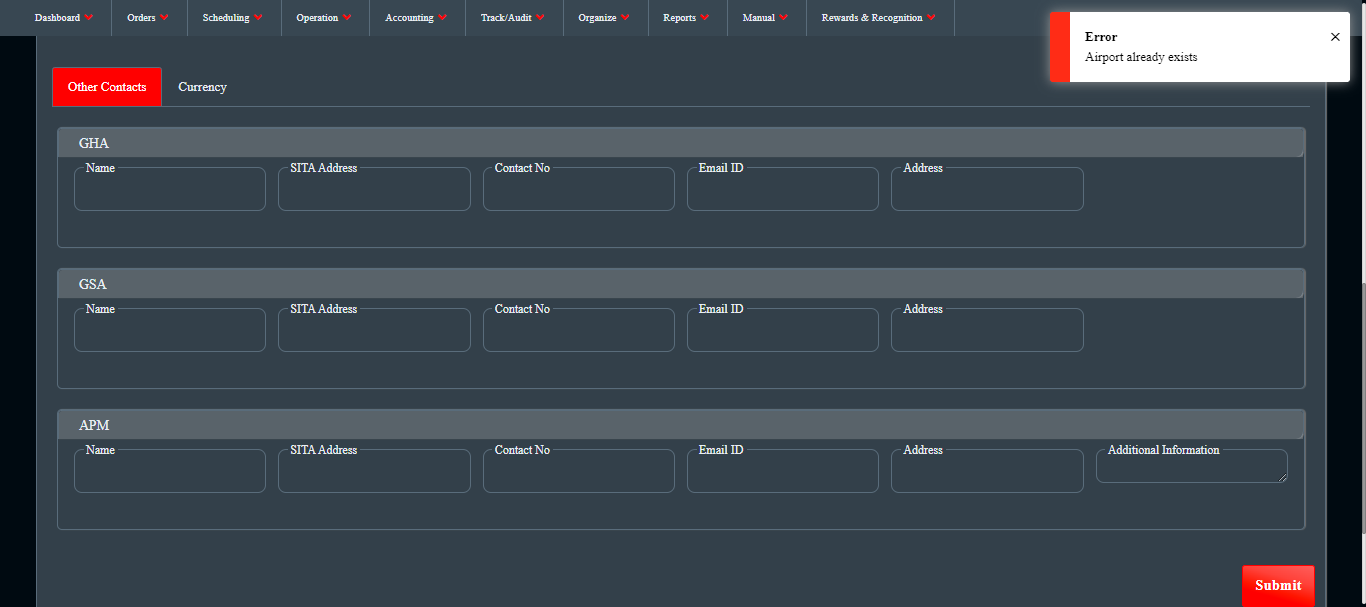 Dashboard Orders Scheduling Operation Accounting Track/Audit Organize Reports Manual Rewards & Recognition
Error
Airport already exists
Other Contacts Currency
GHA
Name SITA Address Contact No Email ID Address
GSA
Name SITA Address Contact No Email ID Address
APM
Name SITA Address Contact No Email ID Address Additional Information
Submit